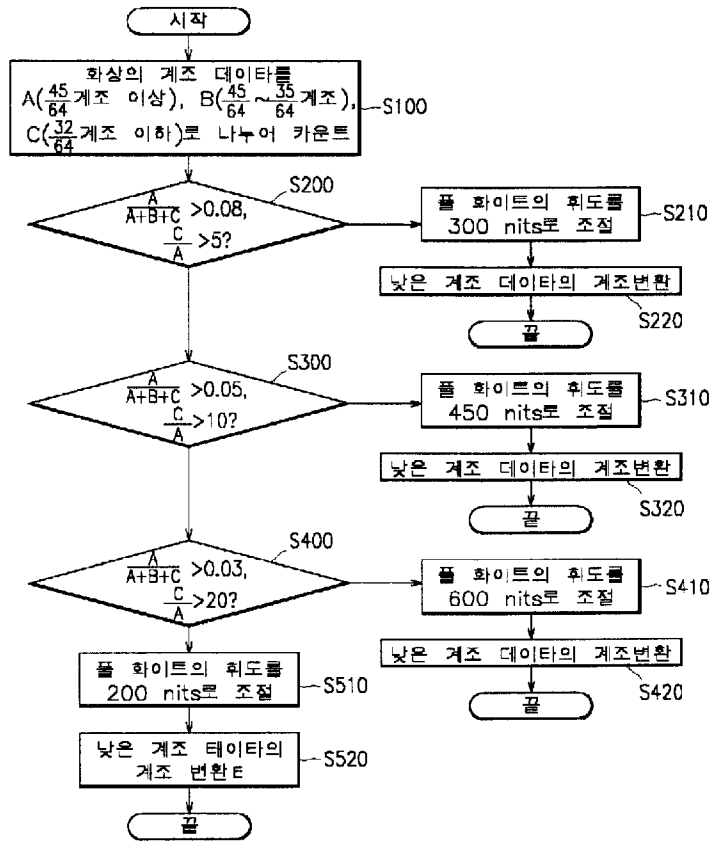 시작
화상의 계조 데이타를
A(45/64계조 이상), B(45/64~35/64계조),
C(32/64계조 이하)로 나누어 카운트
S100
A/A+B+C >0.08,
C/A >5?
S200
풀 화이트의 휘도를
300 nits로 조절
S210
낮은 계조 데이타의 계조변환
S220
끝
A/A+B+C >0.05,
C/A >10?
S300
풀 화이트의 휘도를
450 nits로 조절
S310
낮은 계조 데이타의 계조변환
S320
끝
A/A+B+C >0.03,
C/A >20?
S400
풀 화이트의 휘도를
600 nits로 조절
S410
낮은 계조 데이타의 계조변환
S420
끝
풀 화이트의 휘도를
200 nits로 조절
S510
낮은 계조 테이타의
계조 변환E
S520
끝